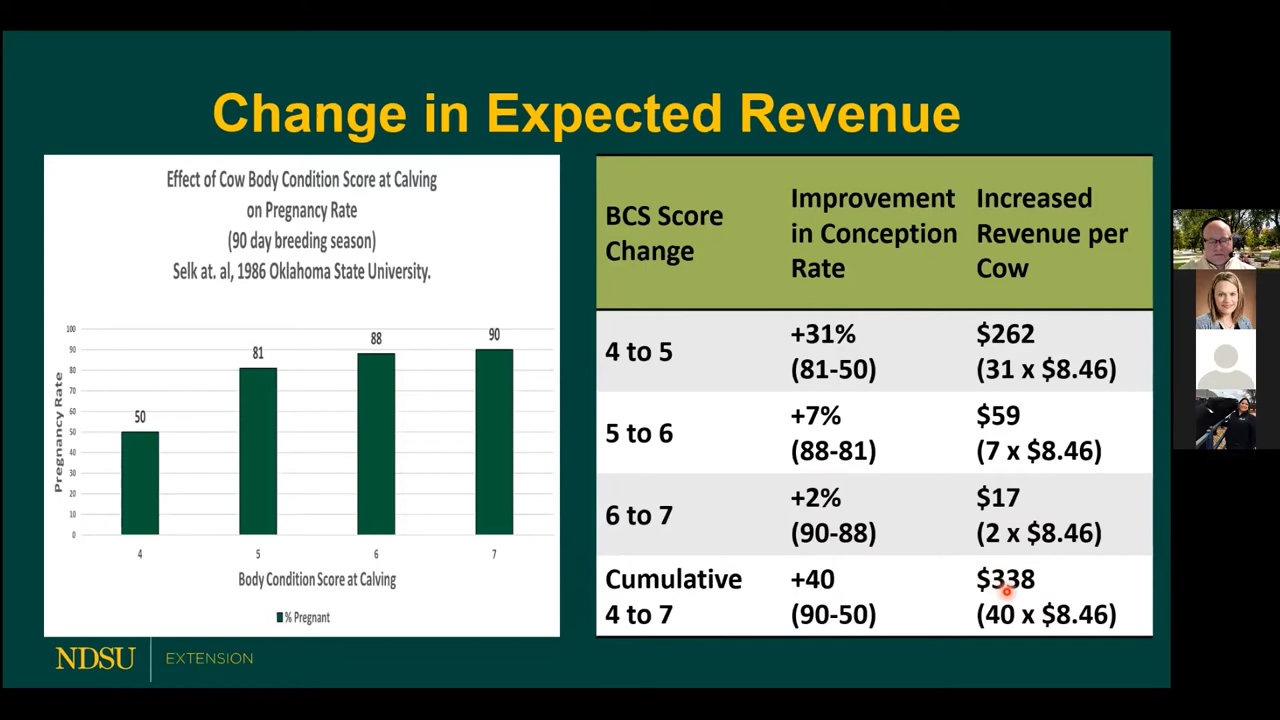 Change in Expected Revenue
Effect of Cow Body Condition Score at Calving
on Pregnancy Rate
(90 day breeding season)
Selk at. al, 1986 Oklahoma State University.
Pregnancy Rate
100
90
80
70
60
50
40
30
20
10
0
50
81
88
90
4
5
6
7
Body Condition Score at Calving
% Pregnant
BCS Score
Change
Improvement
in Conception
Rate
Increased
Revenue per
Cow
4 to 5
+31%
(81-50)
$262
(31 x $8.46)
5 to 6
+7%
(88-81)
$59
(7 x $8.46)
6 to 7
+2%
(90-88)
$17
(2 x $8.46)
Cumulative
4 to 7
+40
(90-50)
$338
(40 x $8.46)
NDSU EXTENSION